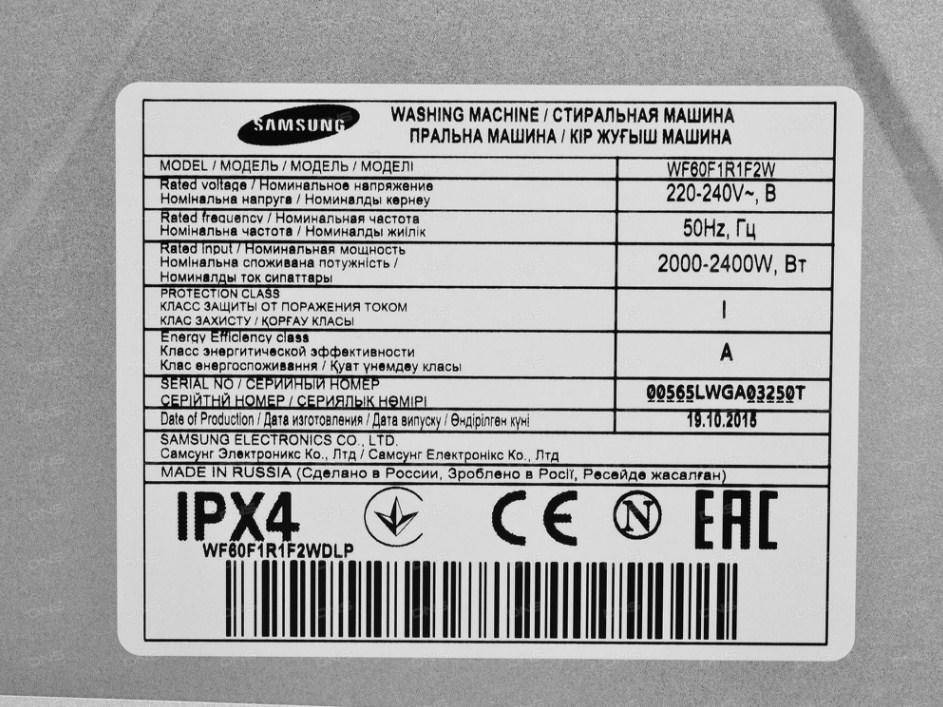 SAMSUNG
WASHING MACHINE / СТИРАЛЬНАЯ МАШИНА
ПРАЛЬНА МАШИНА / КІР ЖУҒЫШ МАШИНА
MODEL / МОДЕЛЬ / МОДЕЛЬ / МОДЕЛІ
WF60F1R1F2W
Rated voltage / Номинальное напряжение
Номінальна напруга / Номиналды кернеу
220-240V~, В
Rated frequency / Номинальная частота
Номінальна частота / Номиналды жиілік
50Hz, Гц
Rated Input / Номинальная мощность
Номінальна споживана потужність /
Номиналды ток сипаттары
2000-2400W, Вт
PROTECTION CLASS
КЛАСС ЗАЩИТЫ ОТ ПОРАЖЕНИЯ ТОКОМ
КЛАС ЗАХИСТУ / ҚОРҒАУ КЛАСЫ
I
Energy Efficiency class
Класс энергитической эффективности
Клас енергоспоживання / Қуат үнемдеу класы
A
SERIAL NO / СЕРИЙНЫЙ НОМЕР
СЕРІЙТНЙ НОМЕР / СЕРИЯЛЫҚ НӨМІРІ
00565LWGA03250T
Date of Production / Дата изготовления / Дата випуску / Өндірілген күні
19.10.2015
SAMSUNG ELECTRONICS CO., LTD.
Самсунг Электроникс Ко., Лтд / Самсунг Електронікс Ко., Лтд
MADE IN RUSSIA (Сделано в России, Зроблено в Росії, Ресейде жасалған)
IPX4
CE
N
EAC
WF60F1R1F2WDLP